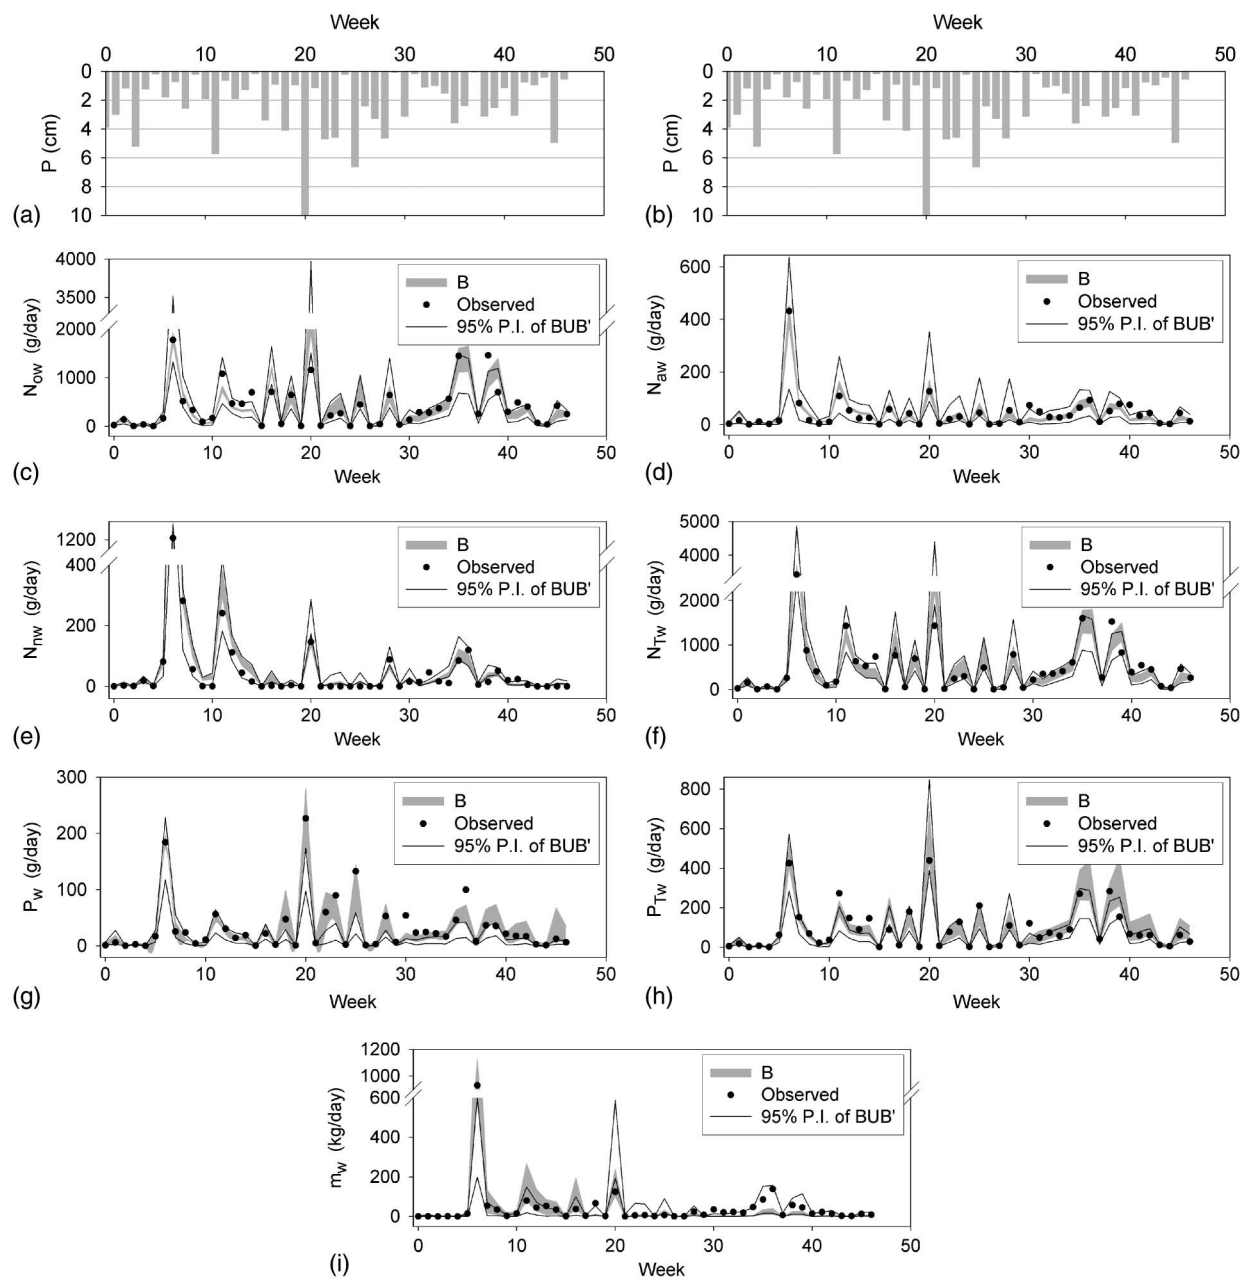 Week Week
0 10 20 30 40 50 0 10 20 30 40 50
0 0
2 2
4 4
6 6
8 8
10 10
P (cm) P (cm)
(a) (b)
4000
3500
2000
1000
0
N_ow (g/day)
B
Observed
95% P.I. of BUB'
0 10 20 30 40 50
Week
(c)
600
400
200
0
N_aw (g/day)
B
Observed
95% P.I. of BUB'
0 10 20 30 40 50
Week
(d)
1200
400
200
0
N_nw (g/day)
B
Observed
95% P.I. of BUB'
0 10 20 30 40 50
Week
(e)
5000
4000
2000
1000
0
N_Tw (g/day)
B
Observed
95% P.I. of BUB'
0 10 20 30 40 50
Week
(f)
300
200
100
0
P_w (g/day)
B
Observed
95% P.I. of BUB'
0 10 20 30 40 50
Week
(g)
800
600
400
200
0
P_Tw (g/day)
B
Observed
95% P.I. of BUB'
0 10 20 30 40 50
Week
(h)
1200
1000
600
400
200
0
m_w (kg/day)
B
Observed
95% P.I. of BUB'
0 10 20 30 40 50
Week
(i)